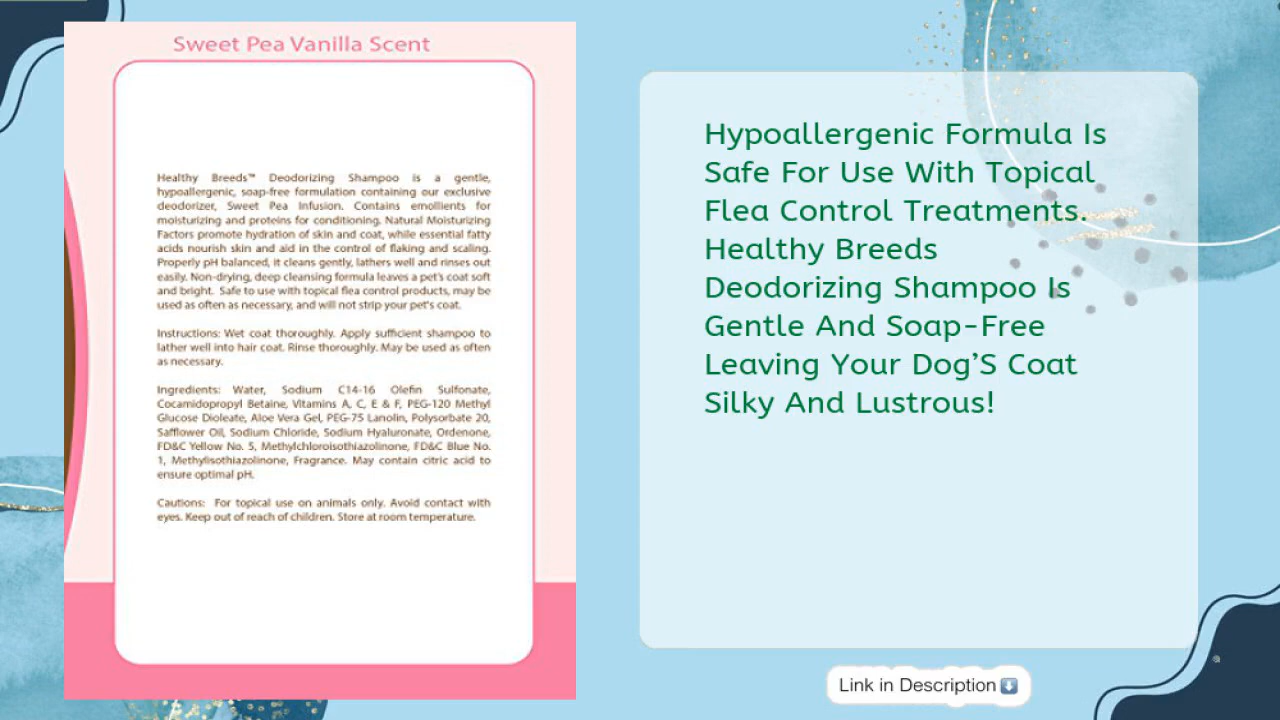 Sweet Pea Vanilla Scent
Healthy Breeds™ Deodorizing Shampoo is a gentle,
hypoallergenic, soap-free formulation containing our exclusive
deodorizer, Sweet Pea Infusion. Contains emollients for
moisturizing and proteins for conditioning. Natural Moisturizing
Factors promote hydration of skin and coat, while essential fatty
acids nourish skin and aid in the control of flaking and scaling.
Properly pH balanced, it cleans gently, lathers well and rinses out
easily. Non-drying, deep cleansing formula leaves a pet's coat soft
and bright. Safe to use with topical flea control products, may be
used as often as necessary, and will not strip your pet's coat.
Instructions: Wet coat thoroughly. Apply sufficient shampoo to
lather well into hair coat. Rinse thoroughly. May be used as often
as necessary.
Ingredients: Water, Sodium C14-16 Olefin Sulfonate,
Cocamidopropyl Betaine, Vitamins A, C, E & F, PEG-120 Methyl
Glucose Dioleate, Aloe Vera Gel, PEG-75 Lanolin, Polysorbate 20,
Safflower Oil, Sodium Chloride, Sodium Hyaluronate, Ordenone,
FD&C Yellow No. 5, Methylchloroisothiazolinone, FD&C Blue No.
1, Methylisothiazolinone, Fragrance. May contain citric acid to
ensure optimal pH.
Cautions: For topical use on animals only. Avoid contact with
eyes. Keep out of reach of children. Store at room temperature.
Hypoallergenic Formula Is
Safe For Use With Topical
Flea Control Treatments.
Healthy Breeds
Deodorizing Shampoo Is
Gentle And Soap-Free
Leaving Your Dog’S Coat
Silky And Lustrous!
Link in Description⬇️